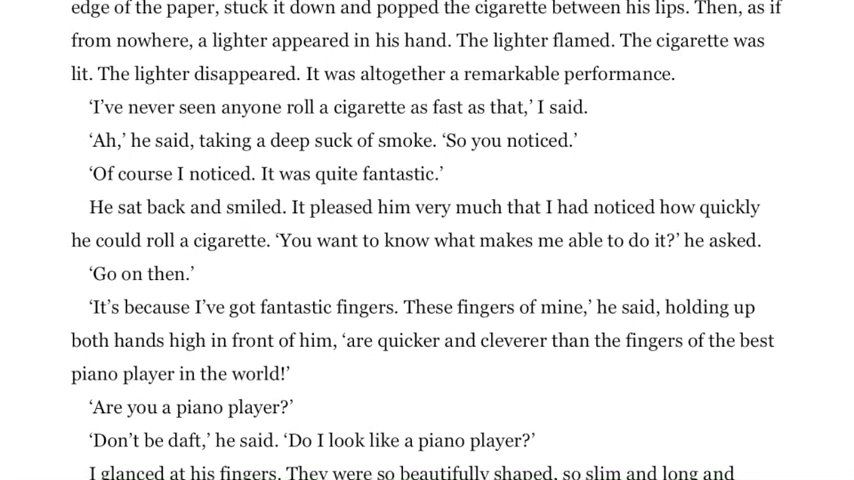 edge of the paper, stuck it down and popped the cigarette between his lips. Then, as if
from nowhere, a lighter appeared in his hand. The lighter flamed. The cigarette was
lit. The lighter disappeared. It was altogether a remarkable performance.
‘I’ve never seen anyone roll a cigarette as fast as that,’ I said.
‘Ah,’ he said, taking a deep suck of smoke. ‘So you noticed.’
‘Of course I noticed. It was quite fantastic.’
He sat back and smiled. It pleased him very much that I had noticed how quickly
he could roll a cigarette. ‘You want to know what makes me able to do it?’ he asked.
‘Go on then.’
‘It’s because I’ve got fantastic fingers. These fingers of mine,’ he said, holding up
both hands high in front of him, ‘are quicker and cleverer than the fingers of the best
piano player in the world!’
‘Are you a piano player?’
‘Don’t be daft,’ he said. ‘Do I look like a piano player?’
I glanced at his fingers. They were so beautifully shaped, so slim and long and